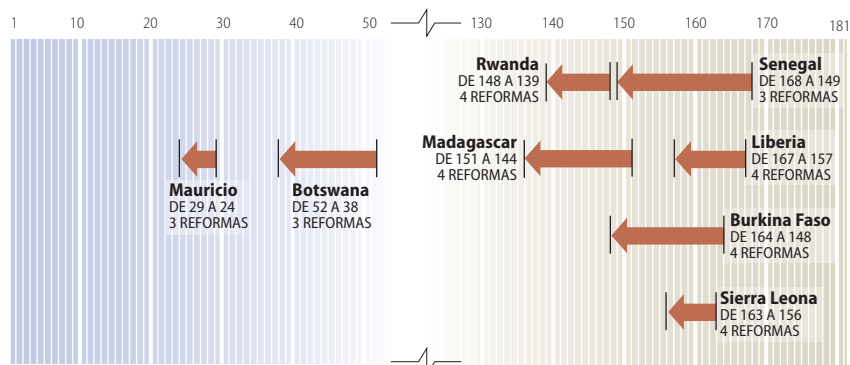 1 10 20 30 40 50 130 140 150 160 170 181
Rwanda
DE 148 A 139
4 REFORMAS
Senegal
DE 168 A 149
3 REFORMAS
Madagascar
DE 151 A 144
4 REFORMAS
Liberia
DE 167 A 157
4 REFORMAS
Mauricio
DE 29 A 24
3 REFORMAS
Botswana
DE 52 A 38
3 REFORMAS
Burkina Faso
DE 164 A 148
4 REFORMAS
Sierra Leona
DE 163 A 156
4 REFORMAS